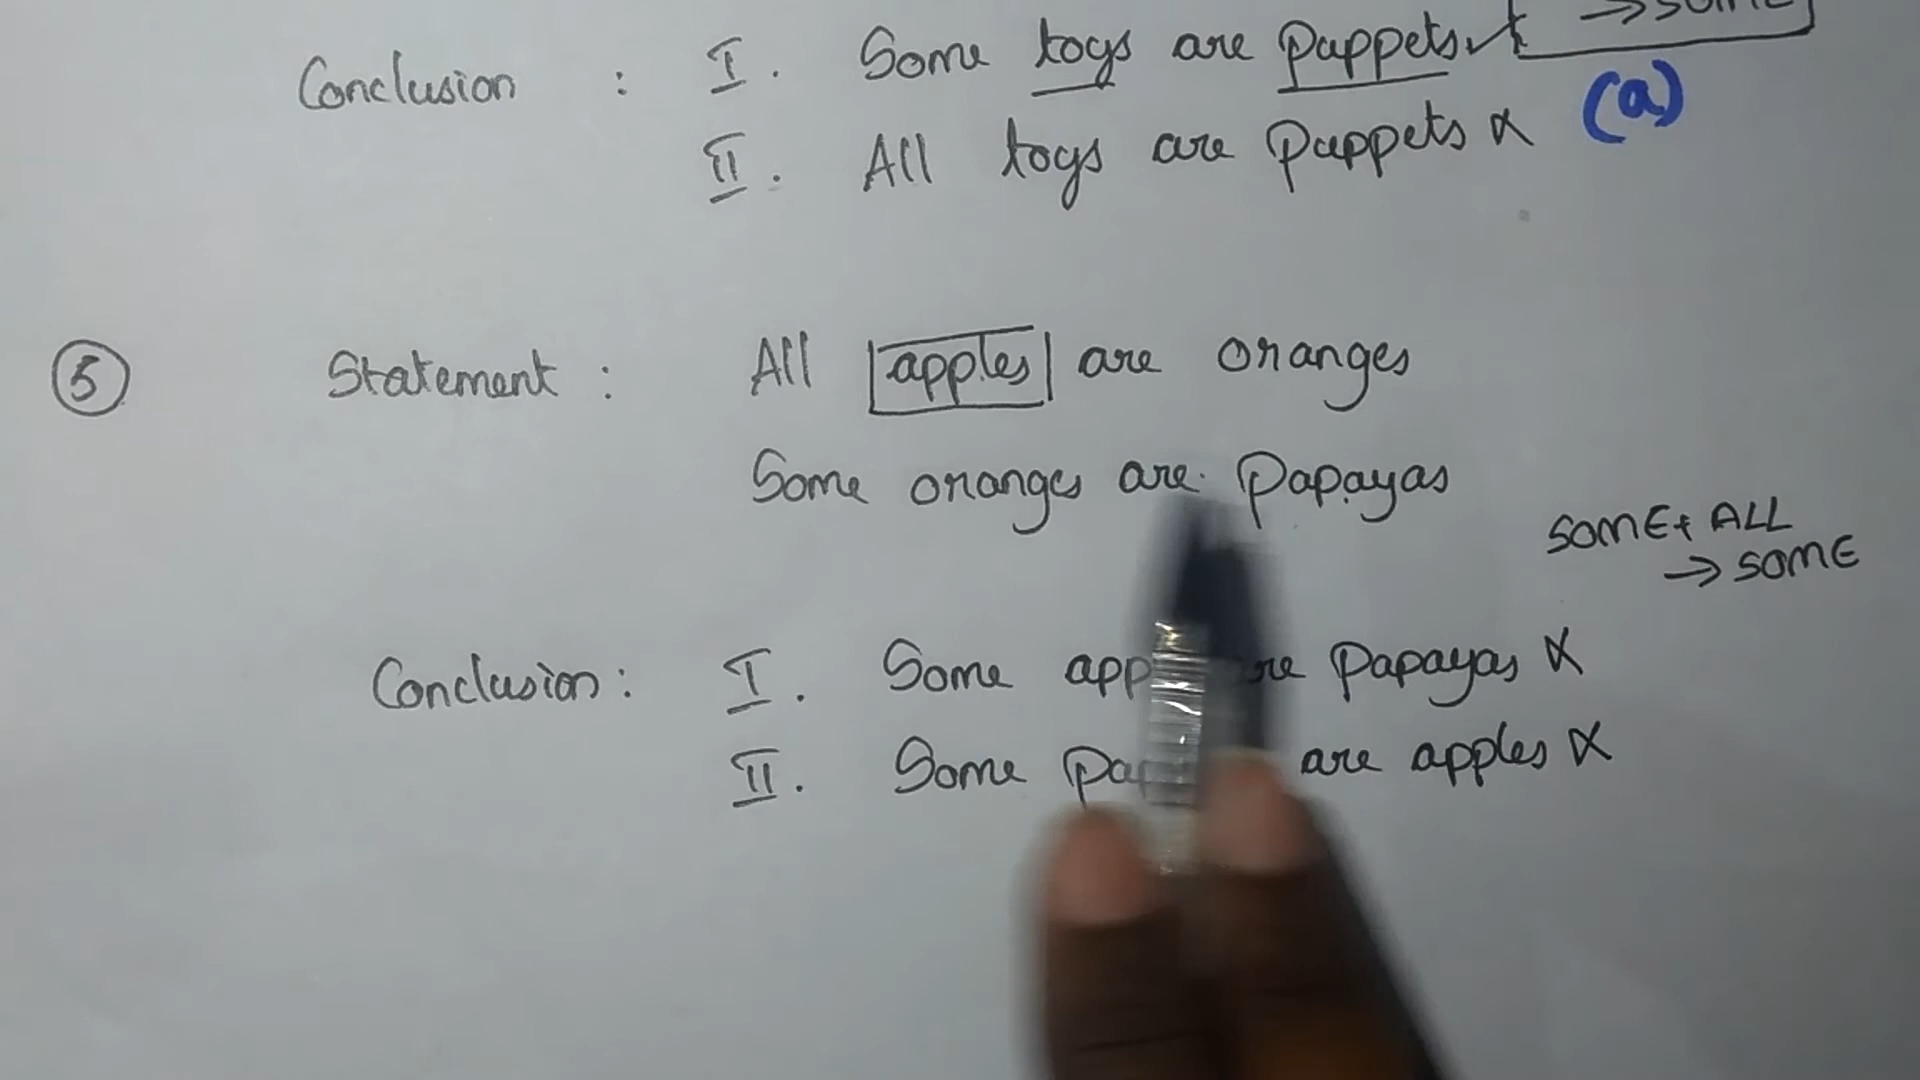 Conclusion : I. Some toys are puppets
(a)
II. All toys are Puppets
5 Statement : All apples are oranges
Some oranges are Papayas
SOME + ALL
→ SOME
Conclusion : I. Some are Papayas
II. Some are apples